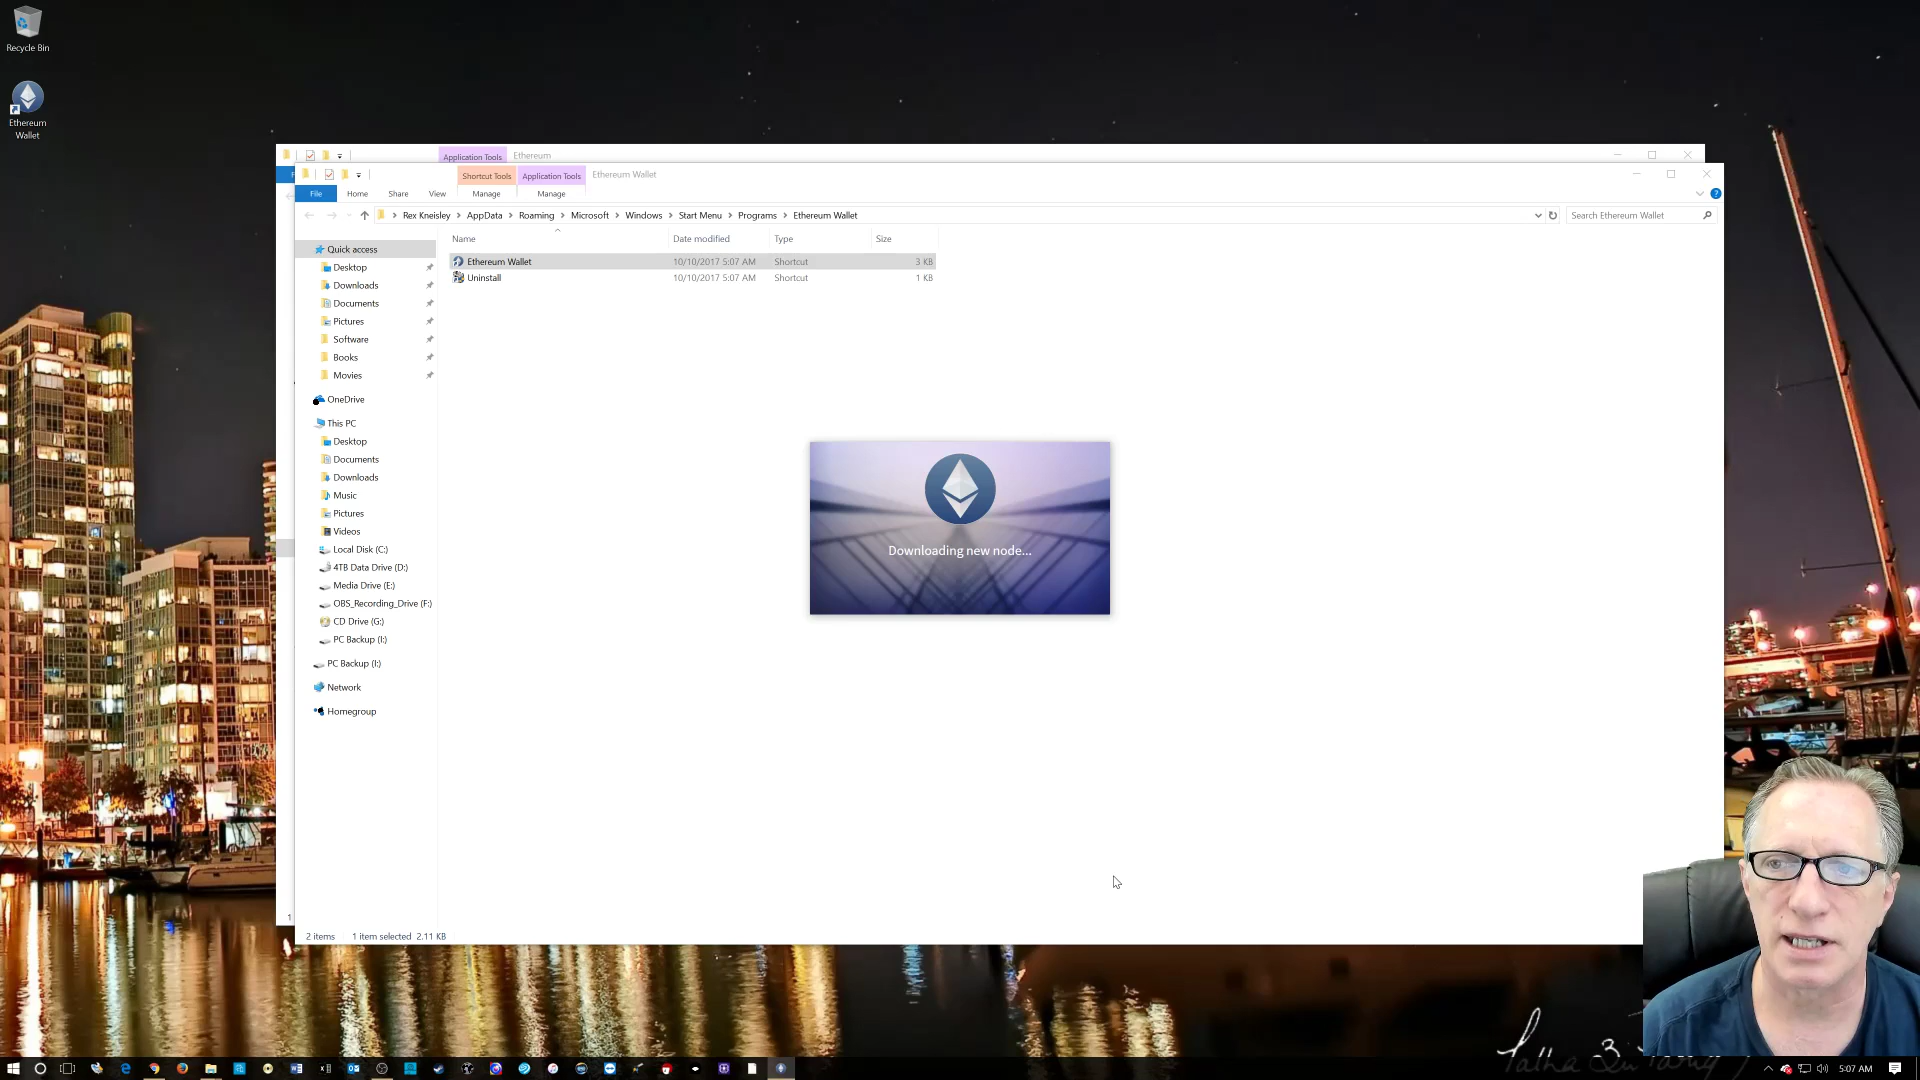 Recycle Bin
Ethereum
Wallet
Application Tools
Ethereum
Shortcut Tools
Application Tools
Ethereum Wallet
File
Home
Share
View
Manage
Manage
Rex Kneisley
AppData
Roaming
Microsoft
Windows
Start Menu
Programs
Ethereum Wallet
Search Ethereum Wallet
Name
Date modified
Type
Size
Ethereum Wallet
10/10/2017 5:07 AM
Shortcut
3 KB
Uninstall
10/10/2017 5:07 AM
Shortcut
1 KB
Quick access
Desktop
Downloads
Documents
Pictures
Software
Books
Movies
OneDrive
This PC
Desktop
Documents
Downloads
Music
Pictures
Videos
Local Disk (C:)
4TB Data Drive (D:)
Media Drive (E:)
OBS_Recording_Drive (F:)
CD Drive (G:)
PC Backup (I:)
PC Backup (I:)
Network
Homegroup
Downloading new node...
2 items
1 item selected 2.11 KB
5:07 AM